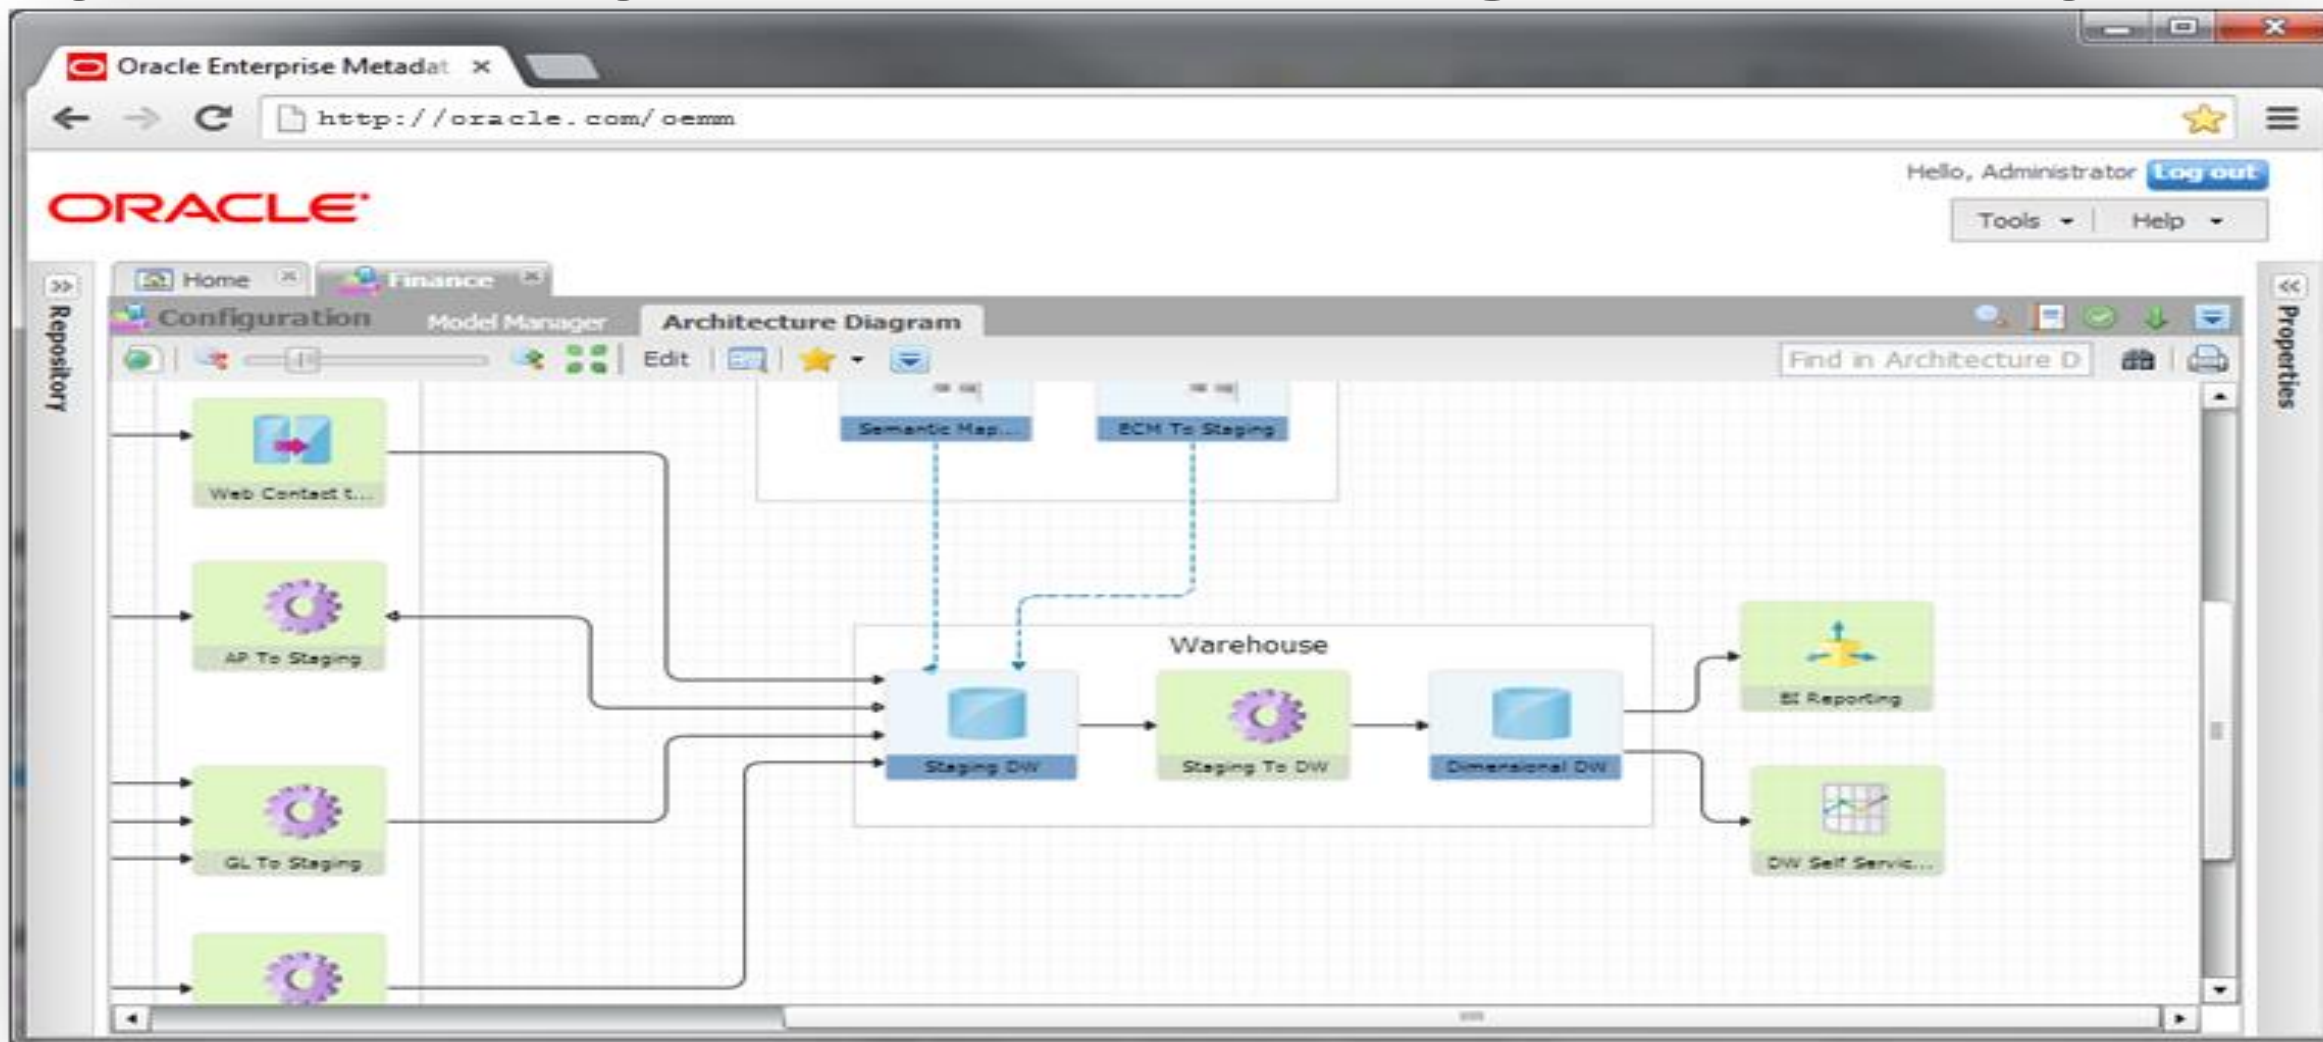 Oracle Enterprise Metadat
http://oracle.com/oemm
Hello, Administrator Log out
ORACLE
Tools Help
Home Finance
Configuration Model Manager Architecture Diagram
Edit Find in Architecture D
Repository
Properties
Semantic Map... ECM To Staging
Web Contact t...
AP To Staging
Warehouse
BI Reporting
Staging DW Staging To DW Dimensional DW
GL To Staging DW Self Servic...